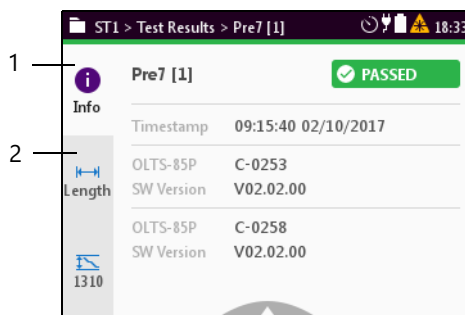 ST1 > Test Results > Pre7 [1] 18:33
1
Pre7 [1] PASSED
Info
Timestamp 09:15:40 02/10/2017
2
OLTS-85P C-0253
Length SW Version V02.02.00
OLTS-85P C-0258
SW Version V02.02.00
1310